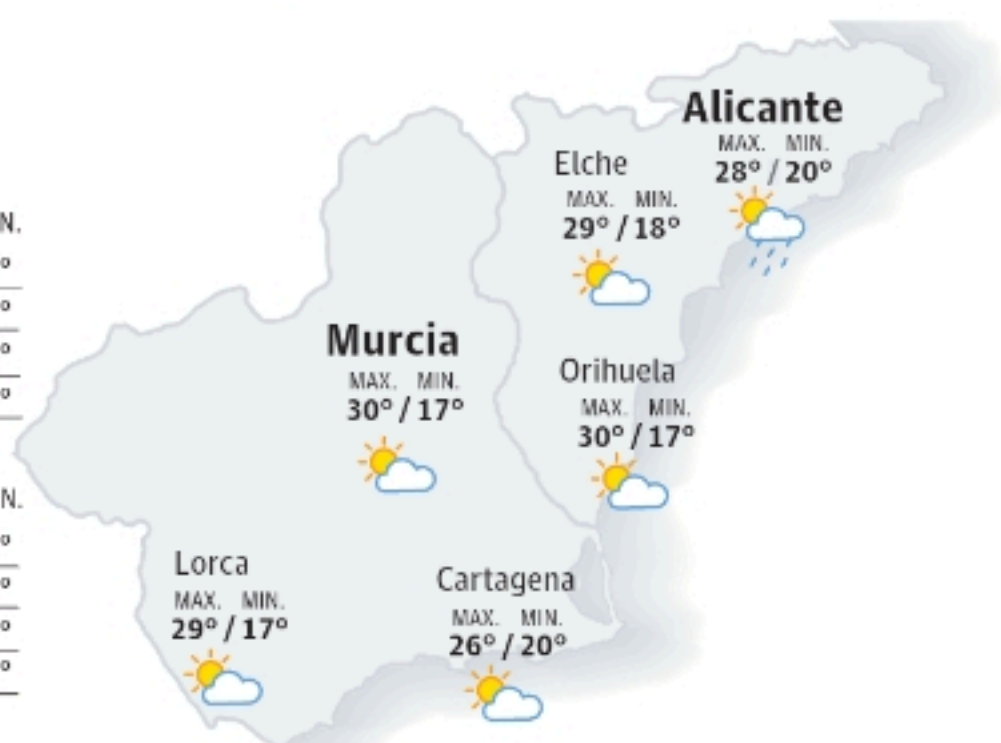 Alicante
MAX. MIN.
28° / 20°
Elche
MAX. MIN.
29° / 18°
Murcia
MAX. MIN.
30° / 17°
Orihuela
MAX. MIN.
30° / 17°
Lorca
MAX. MIN.
29° / 17°
Cartagena
MAX. MIN.
26° / 20°
N.
°
°
°
°
N.
°
°
°
°